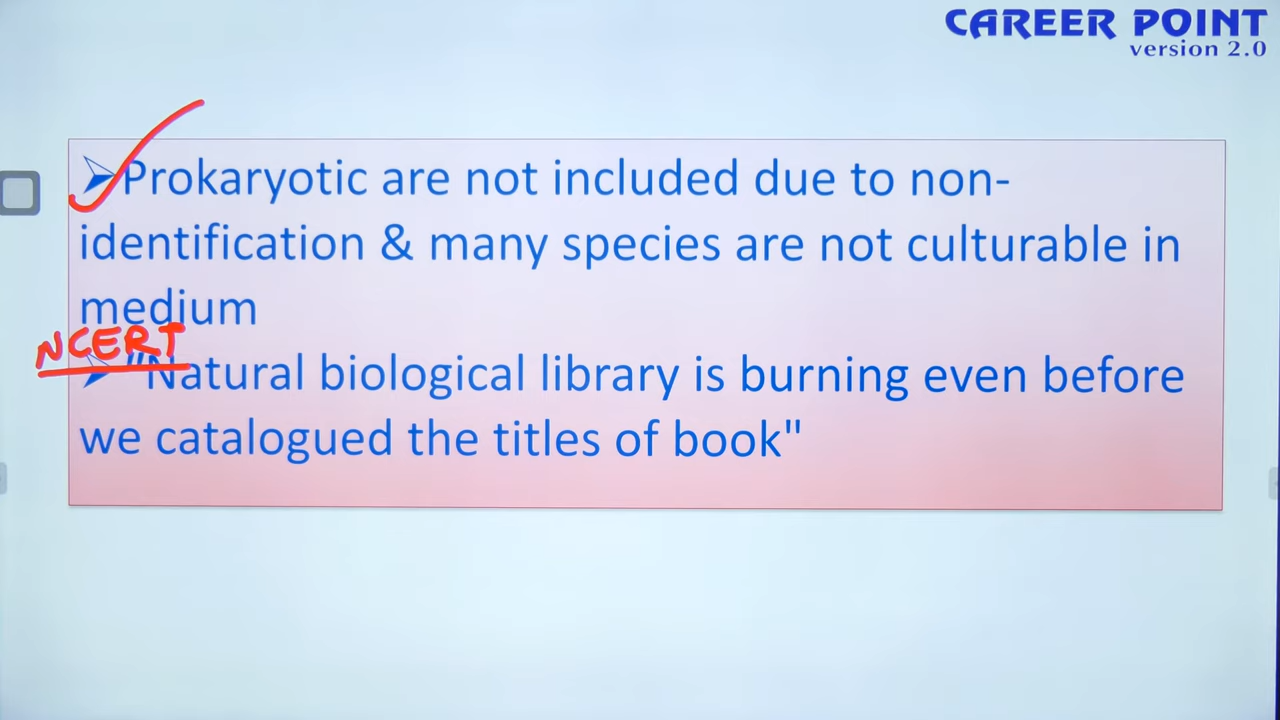 CAREER POINT
version 2.0
➢Prokaryotic are not included due to non-
identification & many species are not culturable in
medium
NCERT
➢"Natural biological library is burning even before
we catalogued the titles of book"